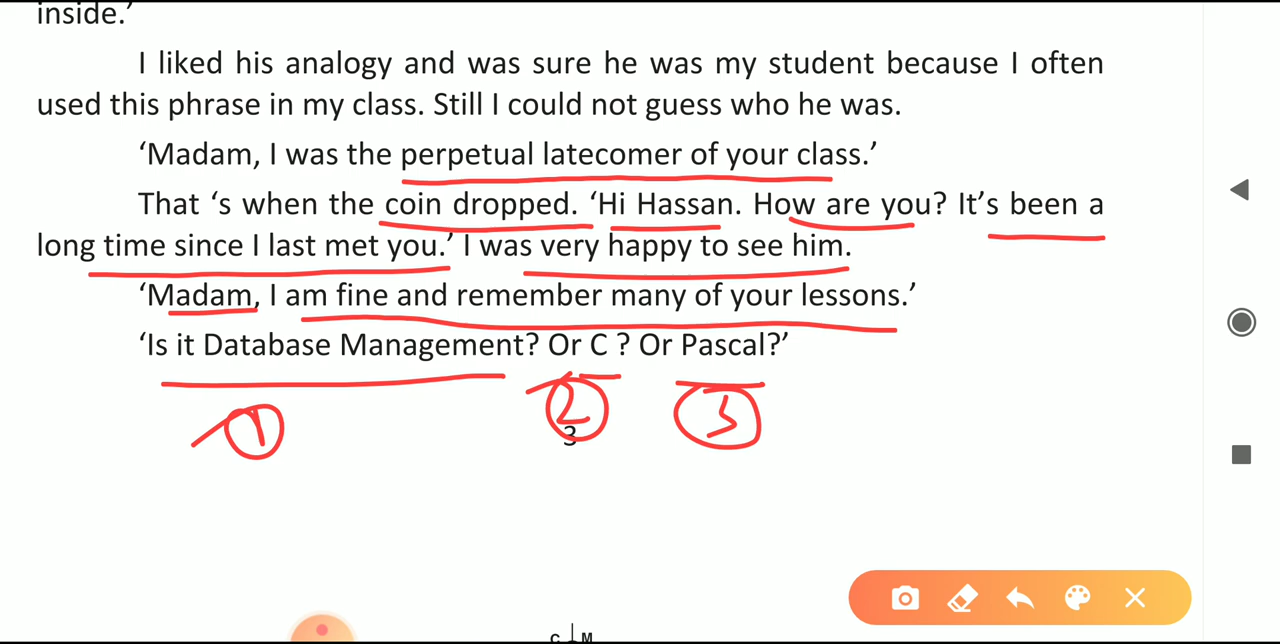 inside.’
I liked his analogy and was sure he was my student because I often
used this phrase in my class. Still I could not guess who he was.
‘Madam, I was the perpetual latecomer of your class.’
That ‘s when the coin dropped. ‘Hi Hassan. How are you? It’s been a
long time since I last met you.’ I was very happy to see him.
‘Madam, I am fine and remember many of your lessons.’
‘Is it Database Management? Or C ? Or Pascal?’
1 2 3
3
C M